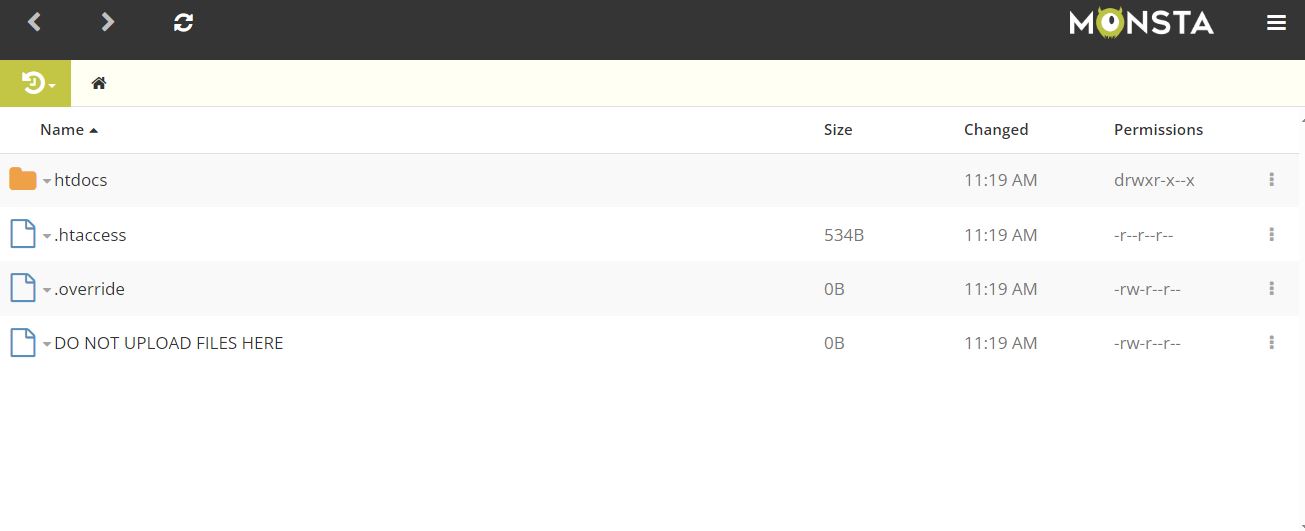 MONSTA
Name Size Changed Permissions
htdocs 11:19 AM drwxr-x--x
.htaccess 534B 11:19 AM -r--r--r--
.override 0B 11:19 AM -rw-r--r--
DO NOT UPLOAD FILES HERE 0B 11:19 AM -rw-r--r--